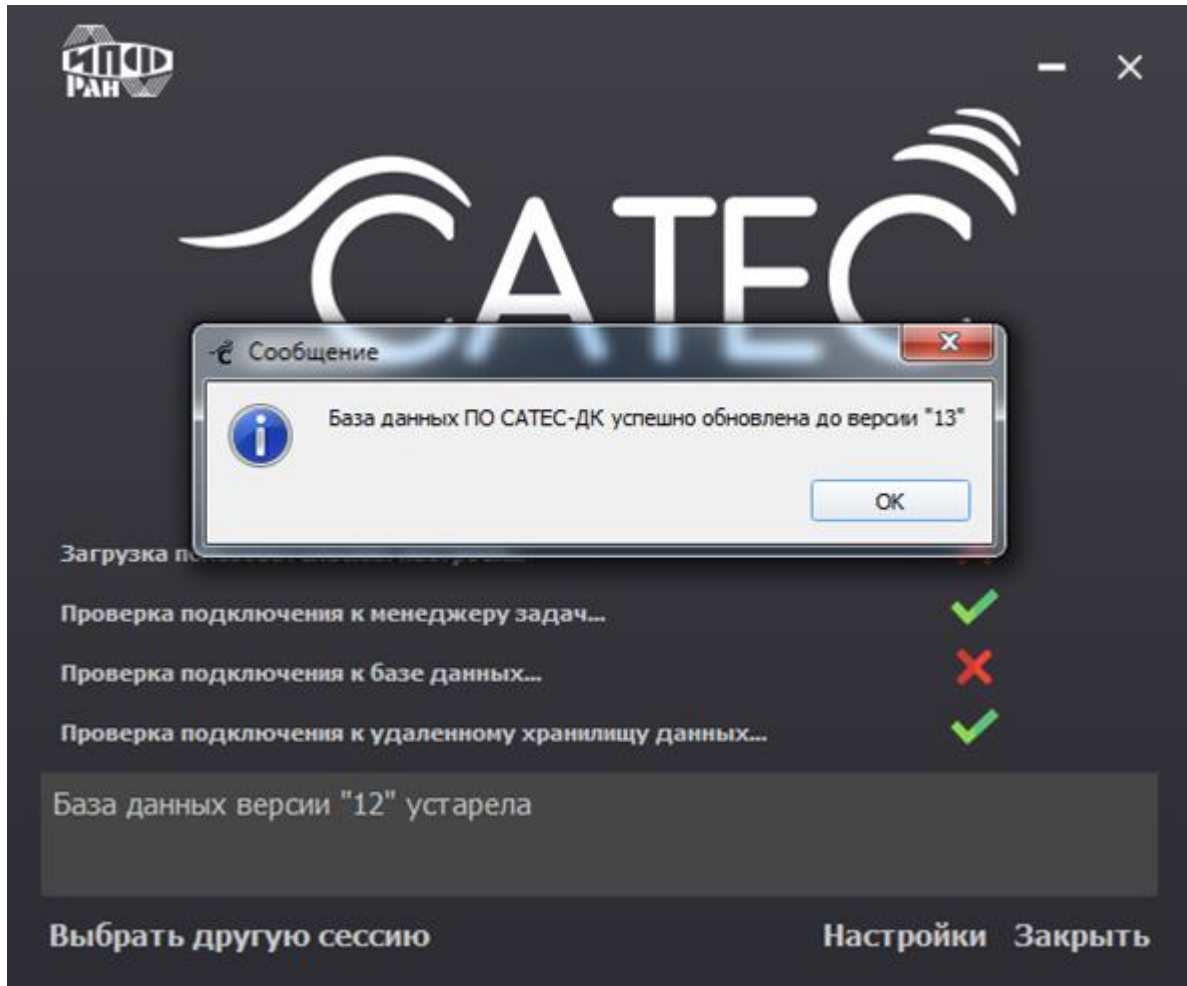 ИПФ
РАН
САТЕС
Сообщение
База данных ПО САТЕС-ДК успешно обновлена до версии "13"
OK
Загрузка
Проверка подключения к менеджеру задач...
Проверка подключения к базе данных...
Проверка подключения к удаленному хранилищу данных...
База данных версии "12" устарела
Выбрать другую сессию
Настройки Закрыть